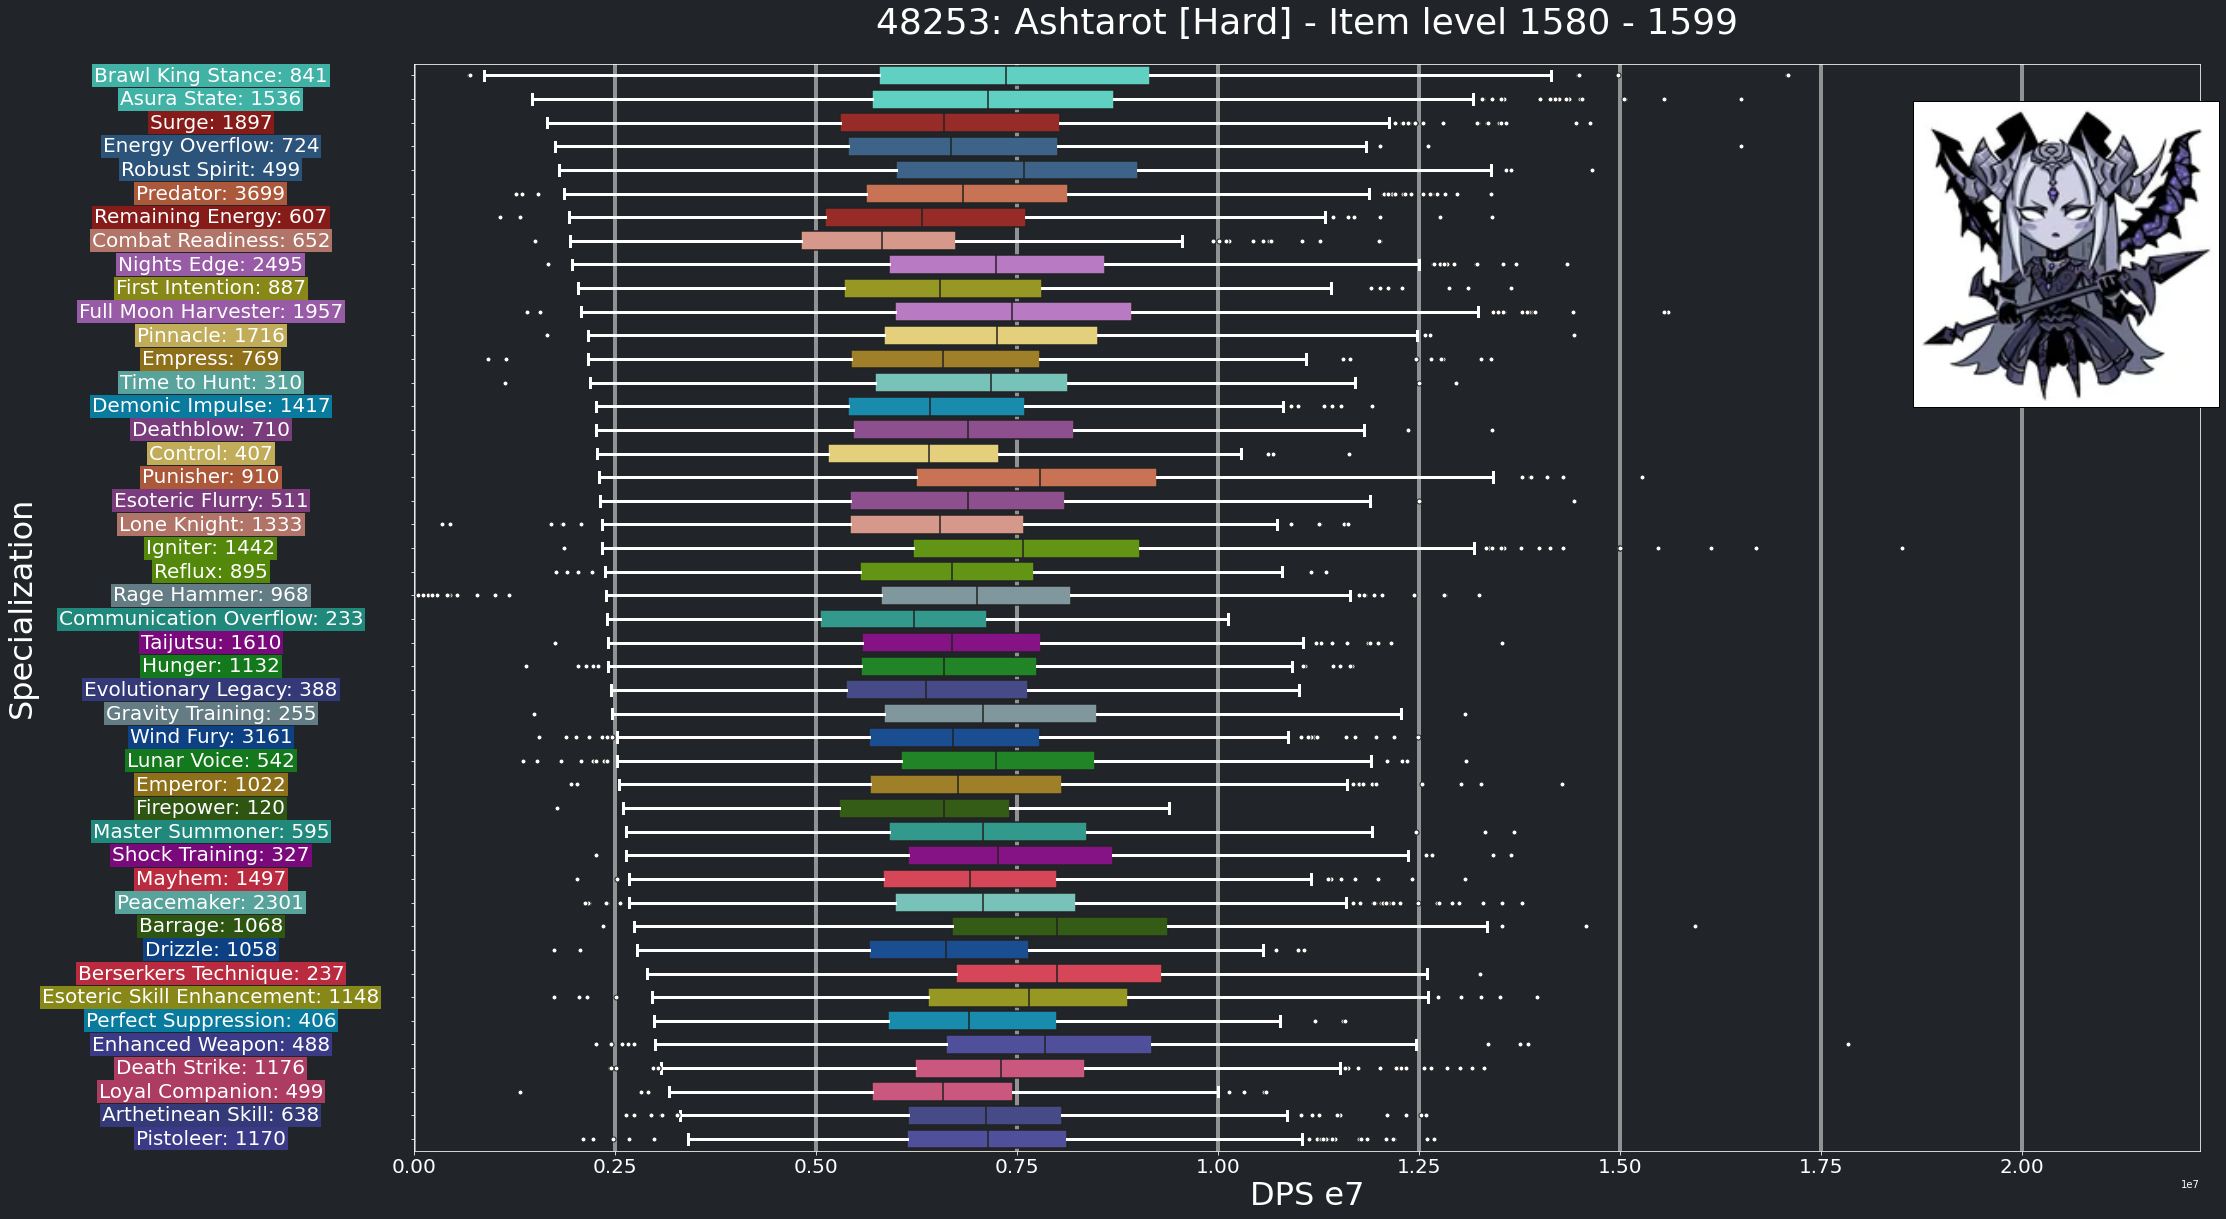 48253: Ashtarot [Hard] - Item level 1580 - 1599
Specialization
Brawl King Stance: 841
Asura State: 1536
Surge: 1897
Energy Overflow: 724
Robust Spirit: 499
Predator: 3699
Remaining Energy: 607
Combat Readiness: 652
Nights Edge: 2495
First Intention: 887
Full Moon Harvester: 1957
Pinnacle: 1716
Empress: 769
Time to Hunt: 310
Demonic Impulse: 1417
Deathblow: 710
Control: 407
Punisher: 910
Esoteric Flurry: 511
Lone Knight: 1333
Igniter: 1442
Reflux: 895
Rage Hammer: 968
Communication Overflow: 233
Taijutsu: 1610
Hunger: 1132
Evolutionary Legacy: 388
Gravity Training: 255
Wind Fury: 3161
Lunar Voice: 542
Emperor: 1022
Firepower: 120
Master Summoner: 595
Shock Training: 327
Mayhem: 1497
Peacemaker: 2301
Barrage: 1068
Drizzle: 1058
Berserkers Technique: 237
Esoteric Skill Enhancement: 1148
Perfect Suppression: 406
Enhanced Weapon: 488
Death Strike: 1176
Loyal Companion: 499
Arthetinean Skill: 638
Pistoleer: 1170
0.00 0.25 0.50 0.75 1.00 1.25 1.50 1.75 2.00
DPS e7
1e7